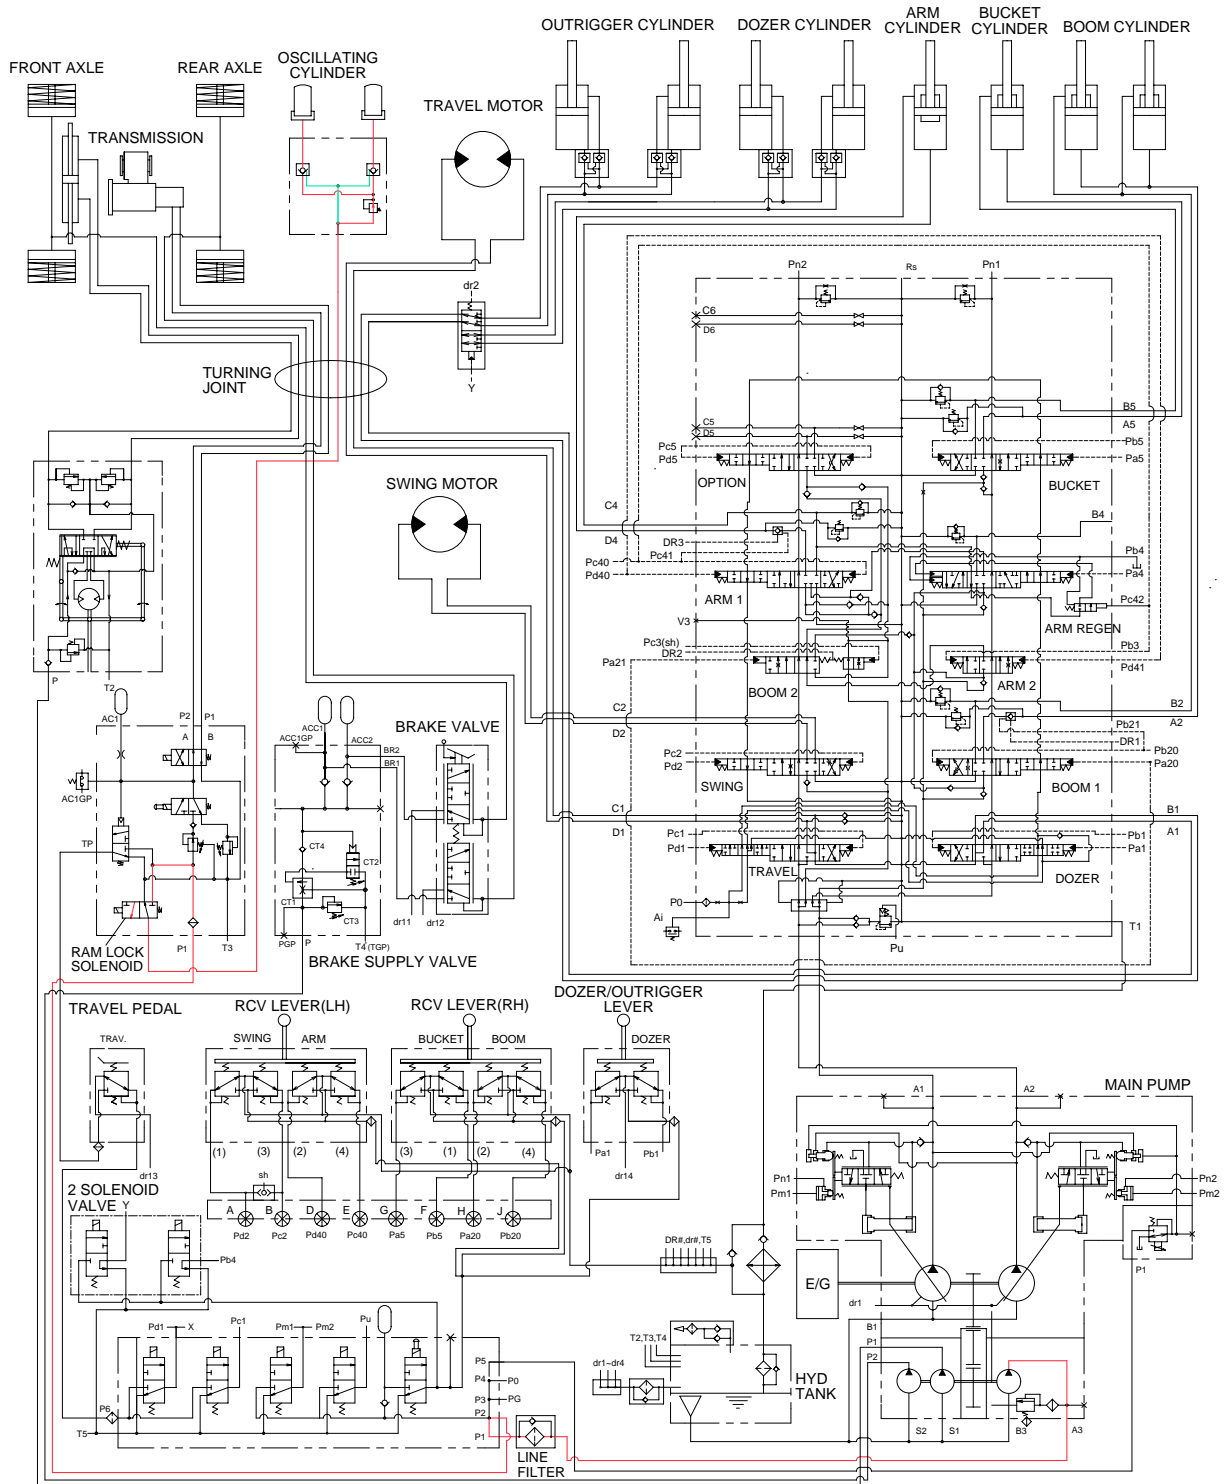 OUTRIGGER CYLINDER
DOZER CYLINDER
ARM
CYLINDER
BUCKET
CYLINDER
BOOM CYLINDER
FRONT AXLE
REAR AXLE
OSCILLATING
CYLINDER
TRANSMISSION
TRAVEL MOTOR
dr2
Y
TURNING
JOINT
SWING MOTOR
Pn2
Rs
Pn1
C6
D6
C5
D5
Pc5
Pd5
OPTION
B5
A5
Pb5
Pa5
BUCKET
C4
D4
DR3
Pc41
Pc40
Pd40
ARM 1
B4
Pb4
Pa4
Pc42
ARM REGEN
V3
Pc3(sh)
DR2
Pa21
BOOM 2
Pb3
Pd41
ARM 2
C2
D2
Pc2
Pd2
SWING
B2
A2
Pb21
DR1
Pb20
Pa20
BOOM 1
C1
D1
Pc1
Pd1
TRAVEL
B1
A1
Pb1
Pa1
DOZER
P0
Ai
Pu
T1
P
T2
AC1
P2
P1
A
B
AC1GP
TP
P1
T3
RAM LOCK
SOLENOID
ACC1
ACC1GP
ACC2
BR2
BR1
CT4
CT2
CT1
CT3
PGP
P
T4(TGP)
BRAKE SUPPLY VALVE
BRAKE VALVE
dr11
dr12
TRAVEL PEDAL
TRAV.
dr13
RCV LEVER(LH)
SWING
ARM
(1)
(3)
(2)
(4)
RCV LEVER(RH)
BUCKET
BOOM
(3)
(1)
(2)
(4)
DOZER/OUTRIGGER
LEVER
DOZER
Pa1
dr14
Pb1
sh
A
B
D
E
G
F
H
J
Pd2
Pc2
Pd40
Pc40
Pa5
Pb5
Pa20
Pb20
2 SOLENOID
VALVE
Y
Pb4
DR#,dr#,T5
Pd1
X
Pc1
Pm1
Pm2
Pu
P6
T5
P5
P4
P0
P3
PG
P2
P1
LINE
FILTER
T2,T3,T4
dr1~dr4
HYD
TANK
MAIN PUMP
A1
A2
Pn1
Pm1
Pn2
Pm2
P1
E/G
dr1
B1
P1
P2
S2
S1
B3
A3